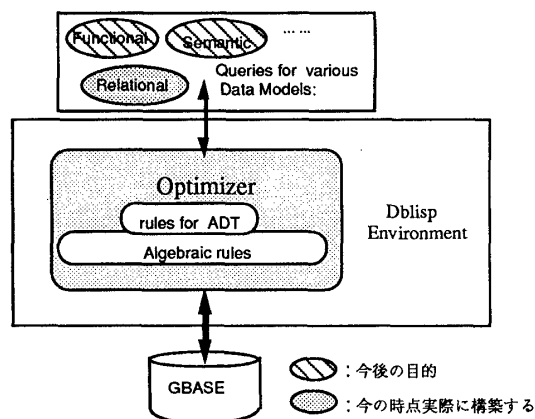 Functional
Semantic
... ...
Relational
Queries for various
Data Models:
Optimizer
rules for ADT
Algebraic rules
Dblisp
Environment
GBASE
：今後の目的
：今の時点実際に構築する